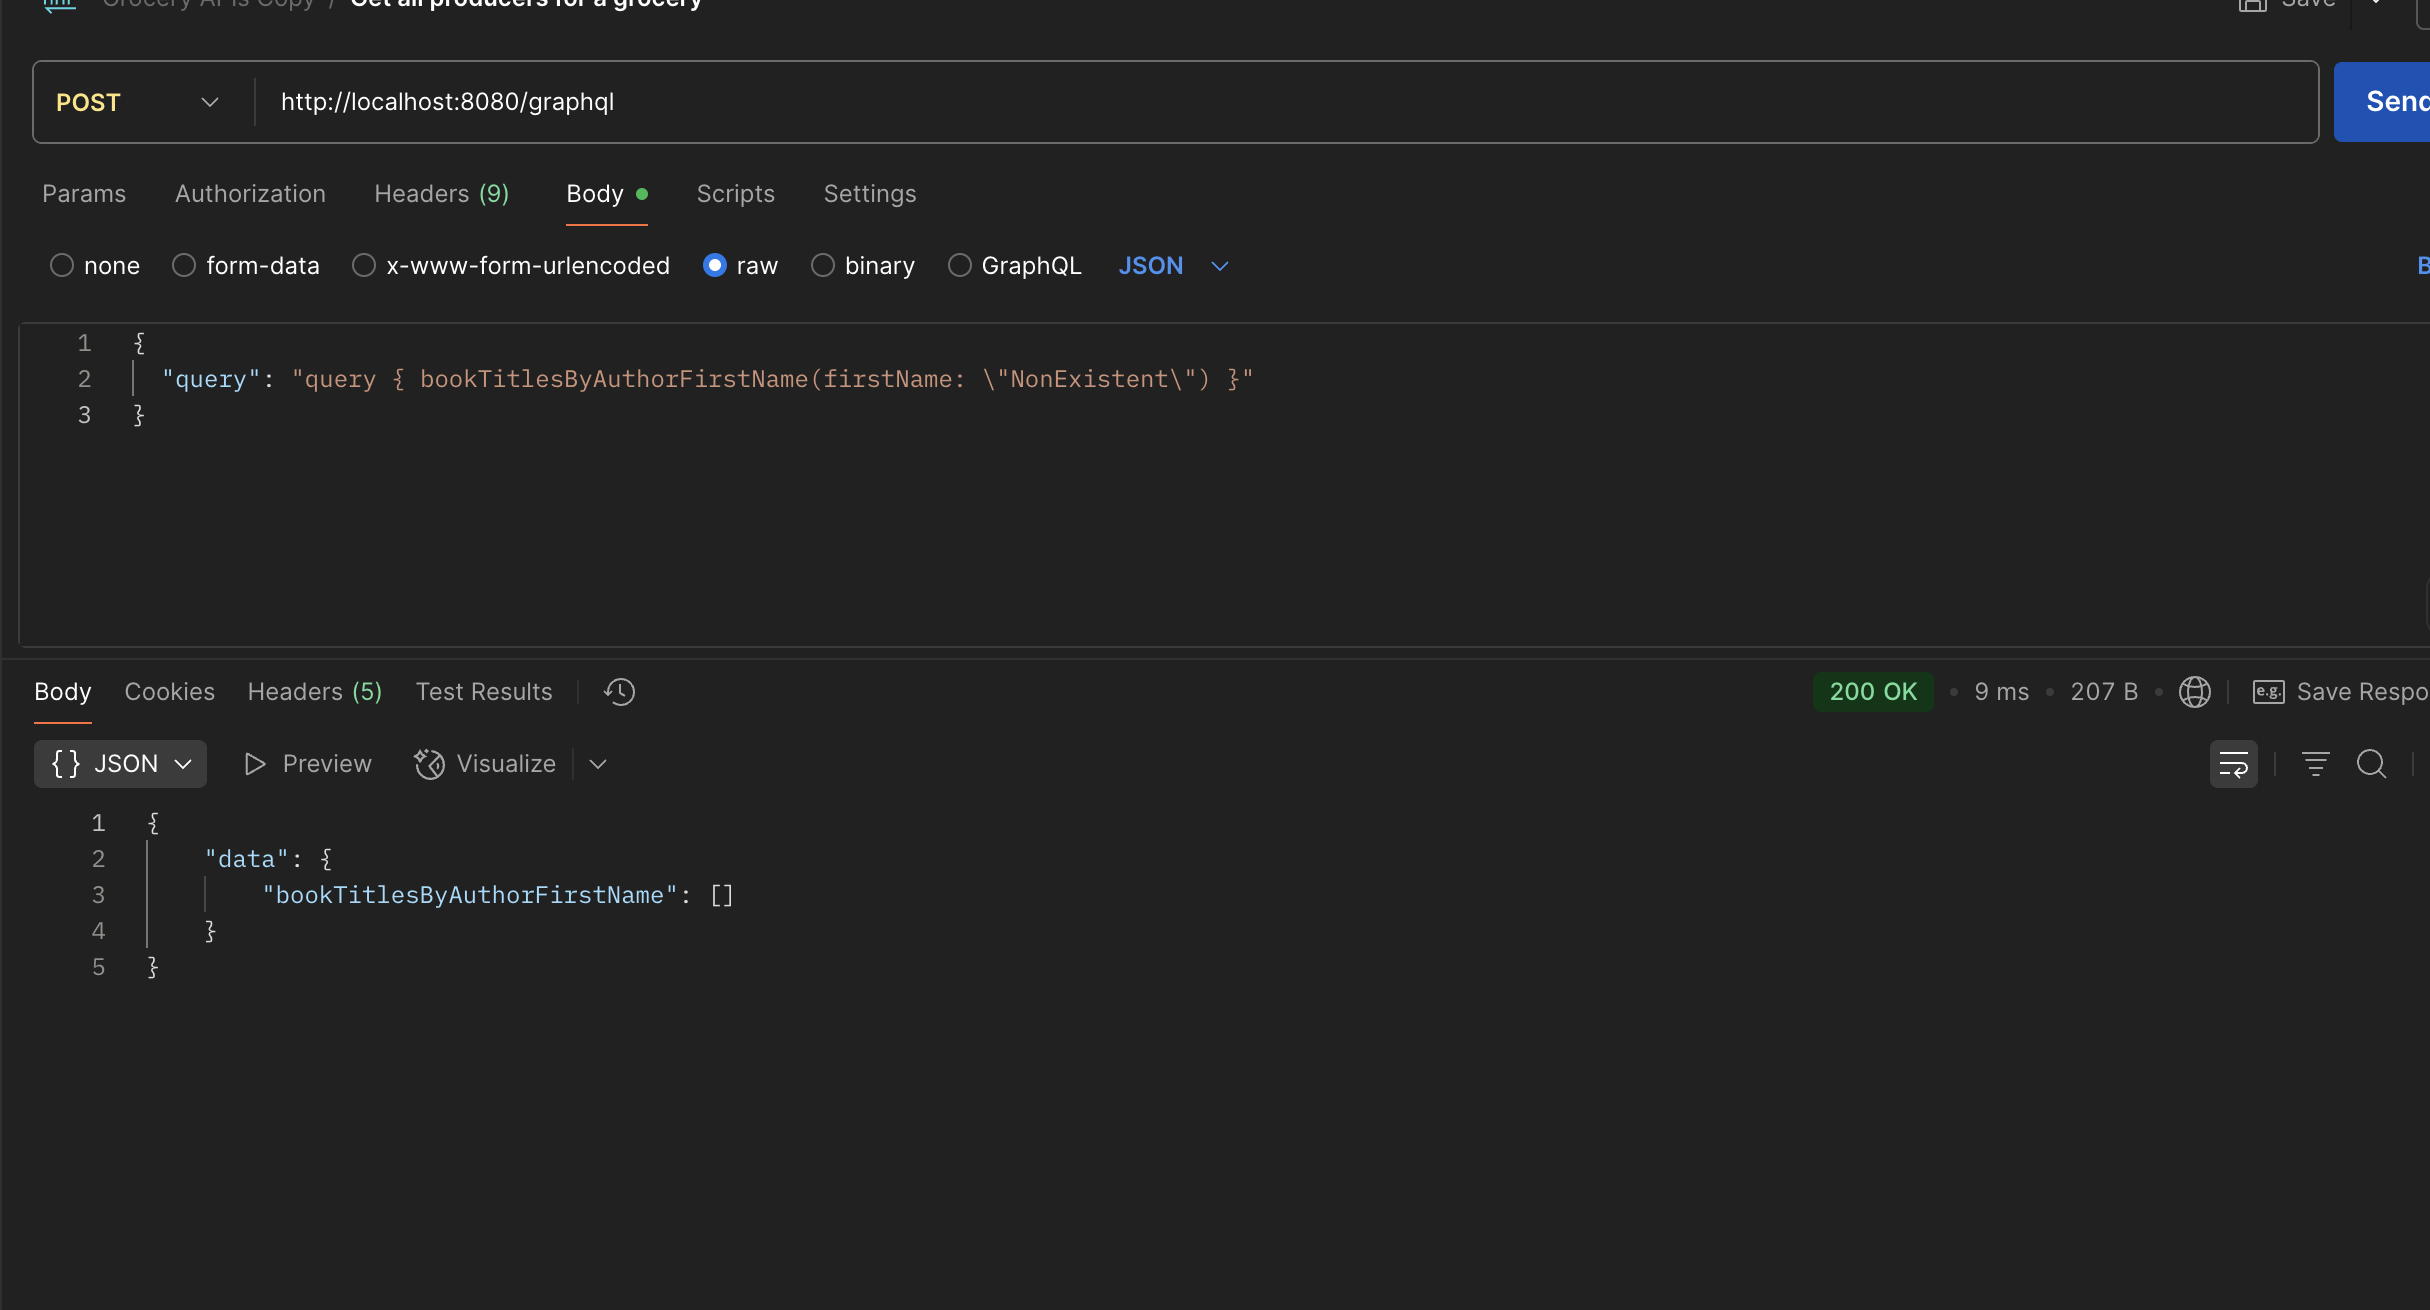 Grocery APIs Copy / Get all producers for a grocery
Save
POST http://localhost:8080/graphql
Send
Params Authorization Headers (9) Body Scripts Settings
none form-data x-www-form-urlencoded raw binary GraphQL JSON B
1 {
2 "query": "query { bookTitlesByAuthorFirstName(firstName: \"NonExistent\") }"
3 }
Body Cookies Headers (5) Test Results
200 OK • 9 ms • 207 B • e.g. Save Respo
{ } JSON Preview Visualize
1 {
2 "data": {
3 "bookTitlesByAuthorFirstName": []
4 }
5 }